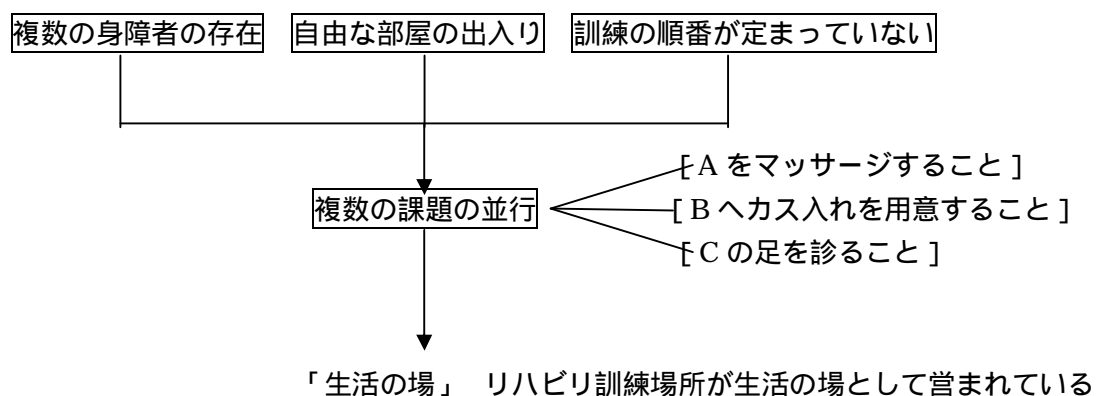 複数の身障者の存在 自由な部屋の出入り 訓練の順番が定まっていない
[ A をマッサージすること ]
複数の課題の並行 [ B へカス入れを用意すること ]
[ C の足を診ること ]
「生活の場」 リハビリ訓練場所が生活の場として営まれている